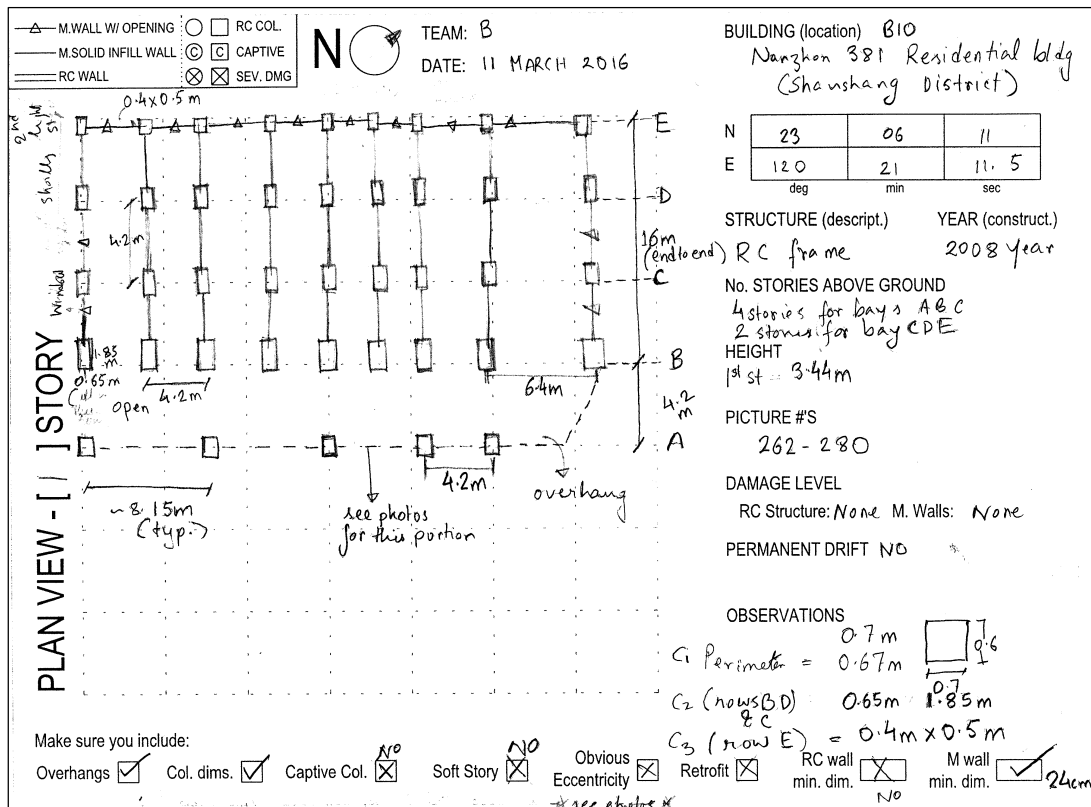 M.WALL W/ OPENING
RC COL.
M.SOLID INFILL WALL
C C CAPTIVE
RC WALL
SEV. DMG
N
TEAM: B
DATE: 11 MARCH 2016
BUILDING (location) B10
Nanzhen 381 Residential bldg
(Shanshang District)
N 23 06 11
E 120 21 11.5
deg min sec
STRUCTURE (descript.) YEAR (construct.)
RC frame 2008 Year
No. STORIES ABOVE GROUND
4 stories for bays ABC
2 stories for bay CDE
HEIGHT
1st st 3.44m
PICTURE #'S
262-280
DAMAGE LEVEL
RC Structure: None M. Walls: None
PERMANENT DRIFT NO
OBSERVATIONS
0.7m
C1 Perimeter = 0.67m
0.6
0.7
C2 (rows B.D) 0.65m 1.85m
& C
C3 (row E) = 0.4m x 0.5m
PLAN VIEW - [ 1 ] STORY
2nd
st
0.4x0.5m
E
D
C
B
A
4.2m
16m
(end to end)
Window
1.85
m
0.65m
open
4.2m
6.4m
4.2
m
~8.15m
(typ.)
see photos
for this portion
4.2m
overhang
Make sure you include:
Overhangs
Col. dims.
NO
Captive Col.
NO
Soft Story
Obvious
Eccentricity
* see photos *
Retrofit
RC wall
min. dim.
NO
M wall
min. dim.
24cm